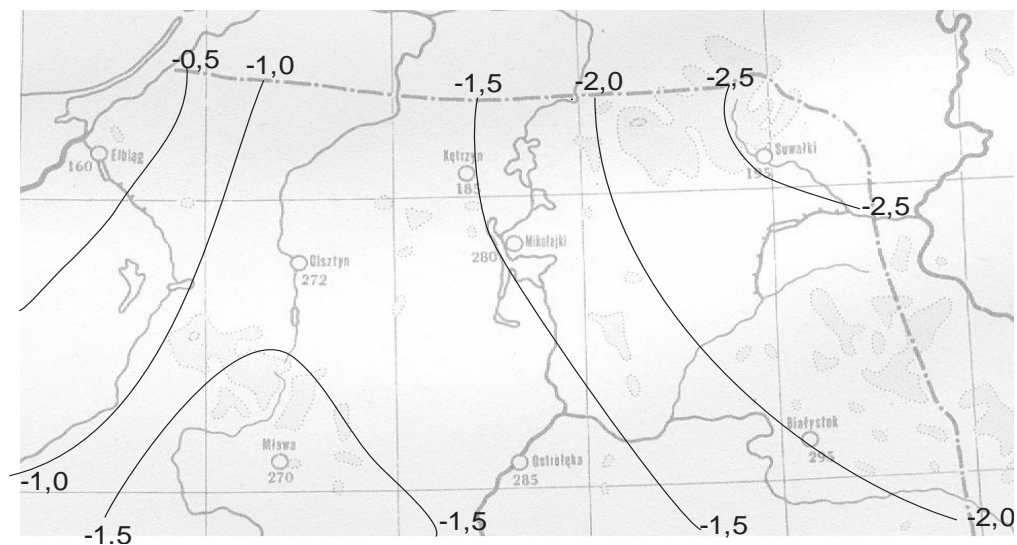 -0,5
-1,0
-1,5
-2,0
-2,5
Elbląg
160
Kętrzyn
185
Suwałki
195
-2,5
Mikołajki
280
Olsztyn
272
Białystok
295
Mława
270
Ostrołęka
285
-1,0
-1,5
-1,5
-1,5
-2,0